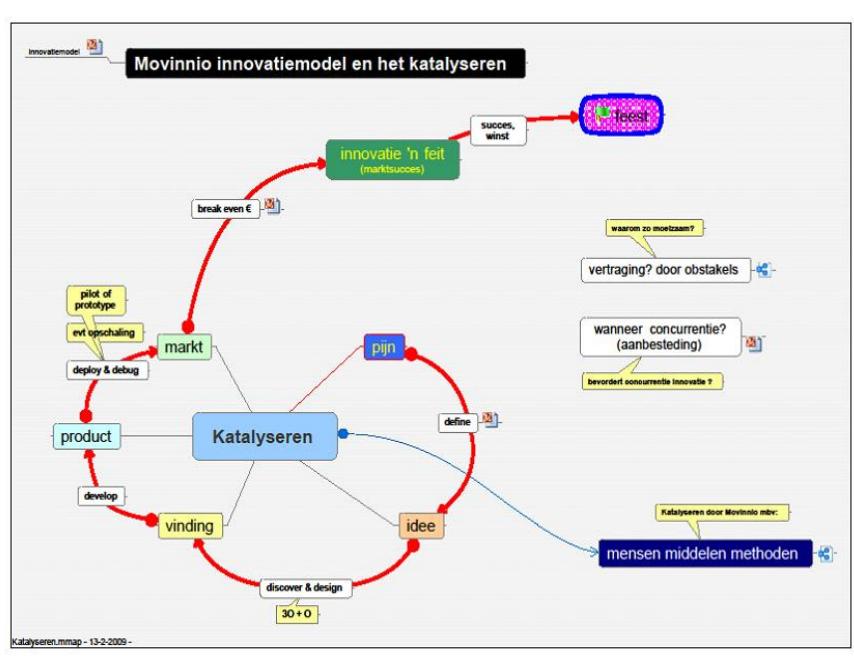 Innovatiemodel
Movinnio innovatiemodel en het katalyseren
feest
succes,
winst
innovatie 'n feit
(marktsucces)
break even €
waarom zo moeizaam?
vertraging? door obstakels
pilot of
prototype
evt opschaling
wanneer concurrentie?
(aanbesteding)
markt
pijn
deploy & debug
bevordert concurrentie innovatie ?
define
product
Katalyseren
develop
vinding
idee
Katalyseren door Movinnio mbv:
mensen middelen methoden
discover & design
3O + O
Katalyseren.mmap - 13-2-2009 -